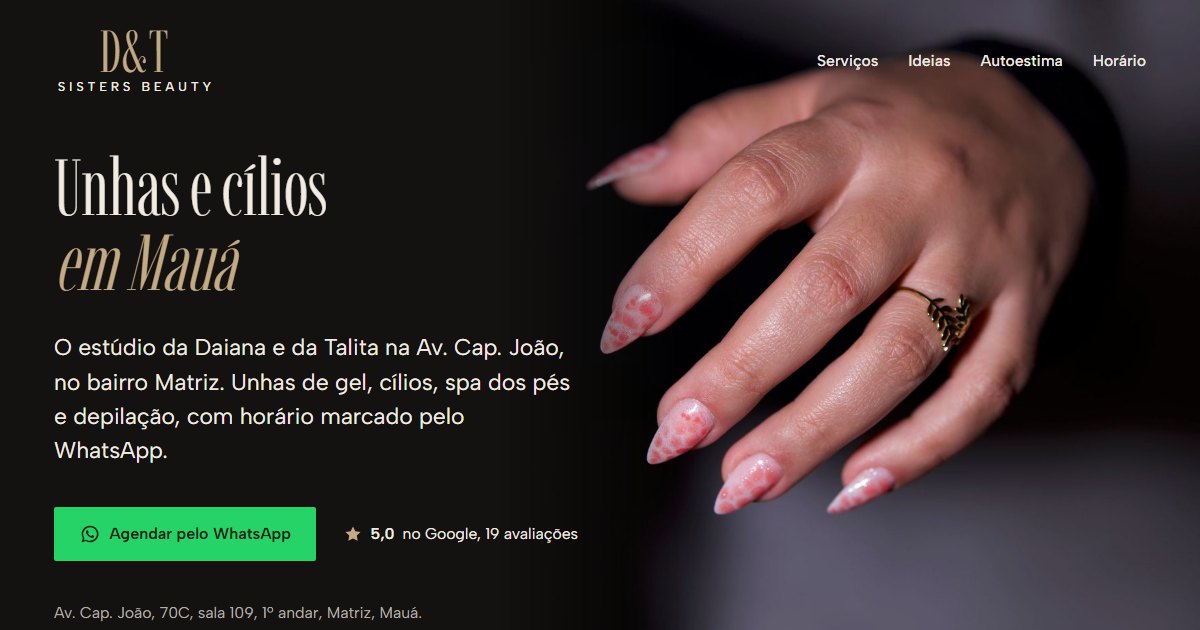 D&T
SISTERS BEAUTY
Serviços Ideias Autoestima Horário
Unhas e cílios
em Mauá
O estúdio da Daiana e da Talita na Av. Cap. João,
no bairro Matriz. Unhas de gel, cílios, spa dos pés
e depilação, com horário marcado pelo
WhatsApp.
Agendar pelo WhatsApp
5,0 no Google, 19 avaliações
Av. Cap. João, 70C, sala 109, 1º andar, Matriz, Mauá.